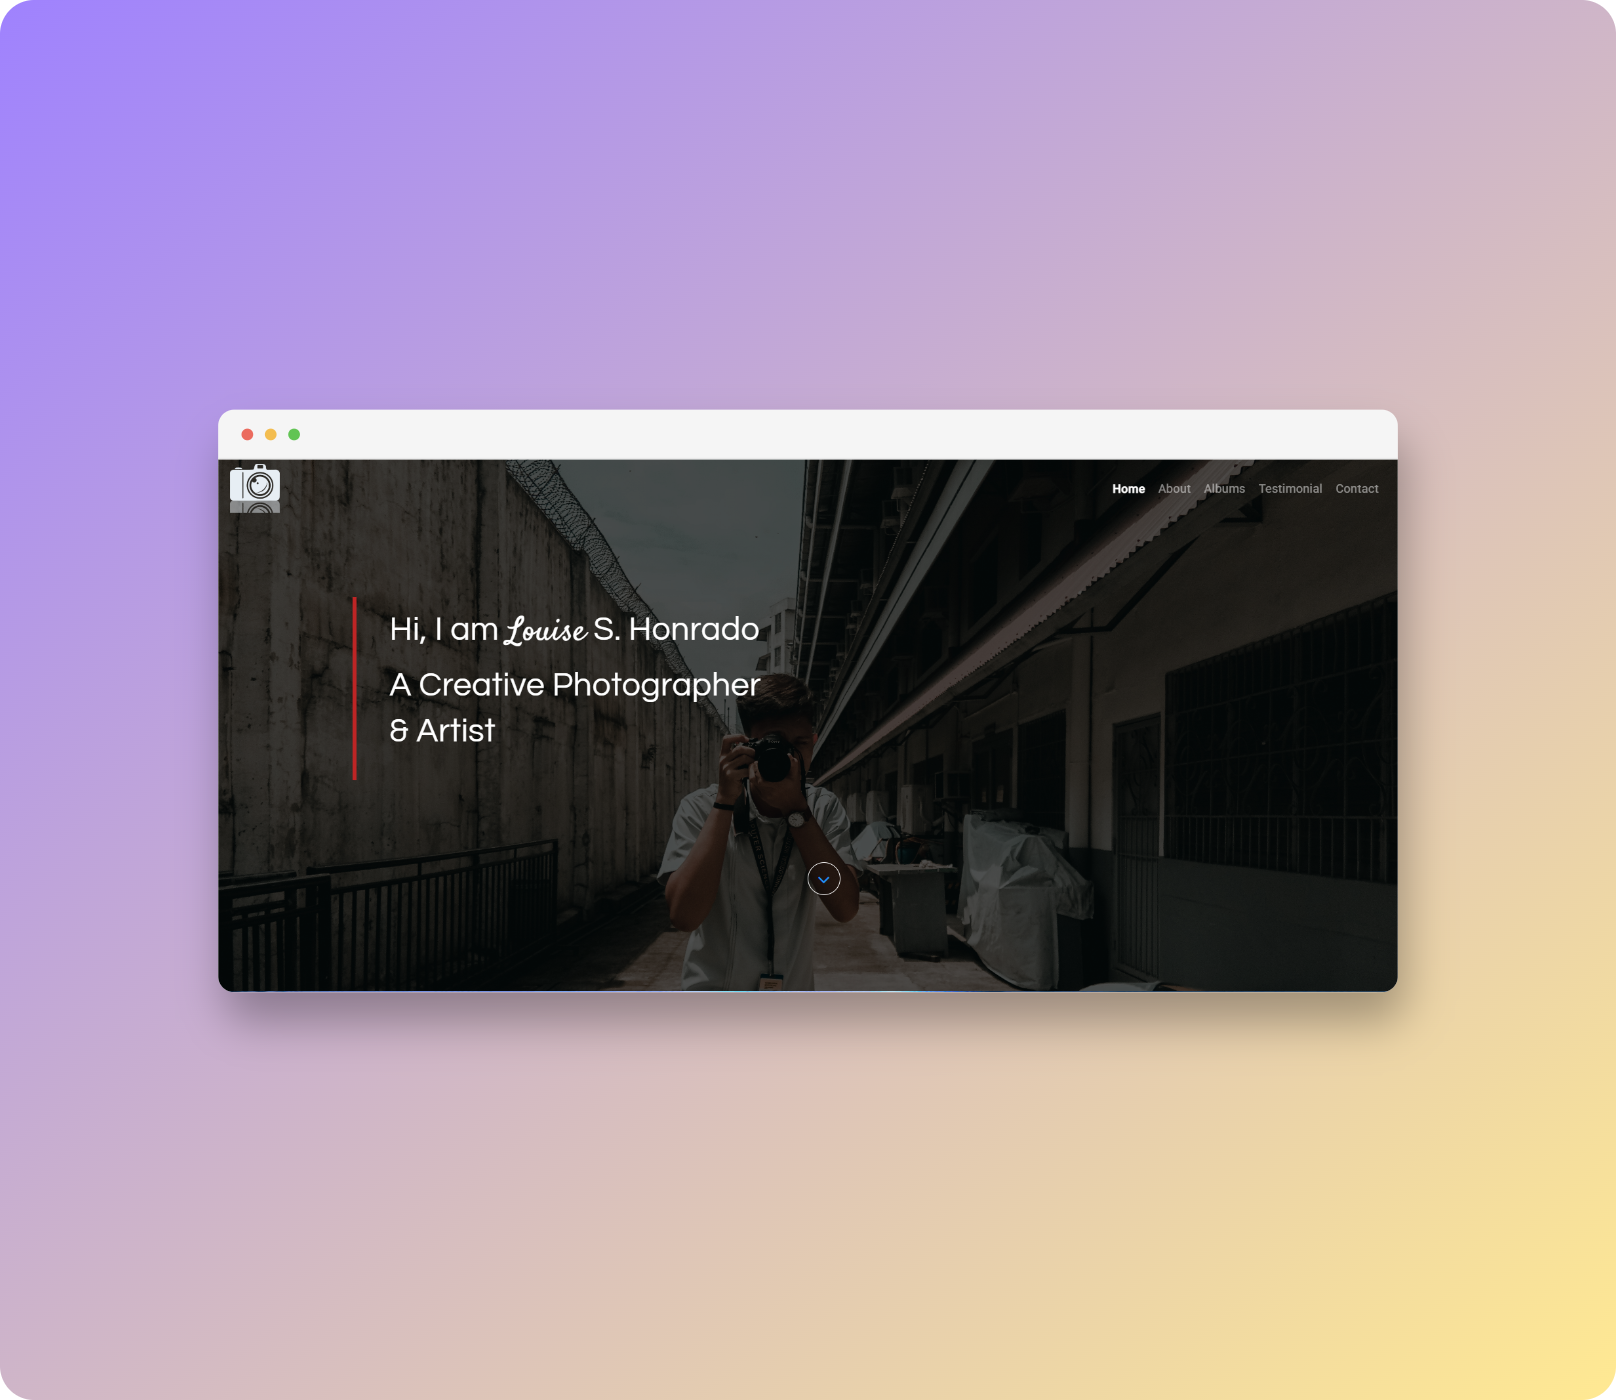 Home About Albums Testimonial Contact
Hi, I am Louise S. Honrado
A Creative Photographer
& Artist